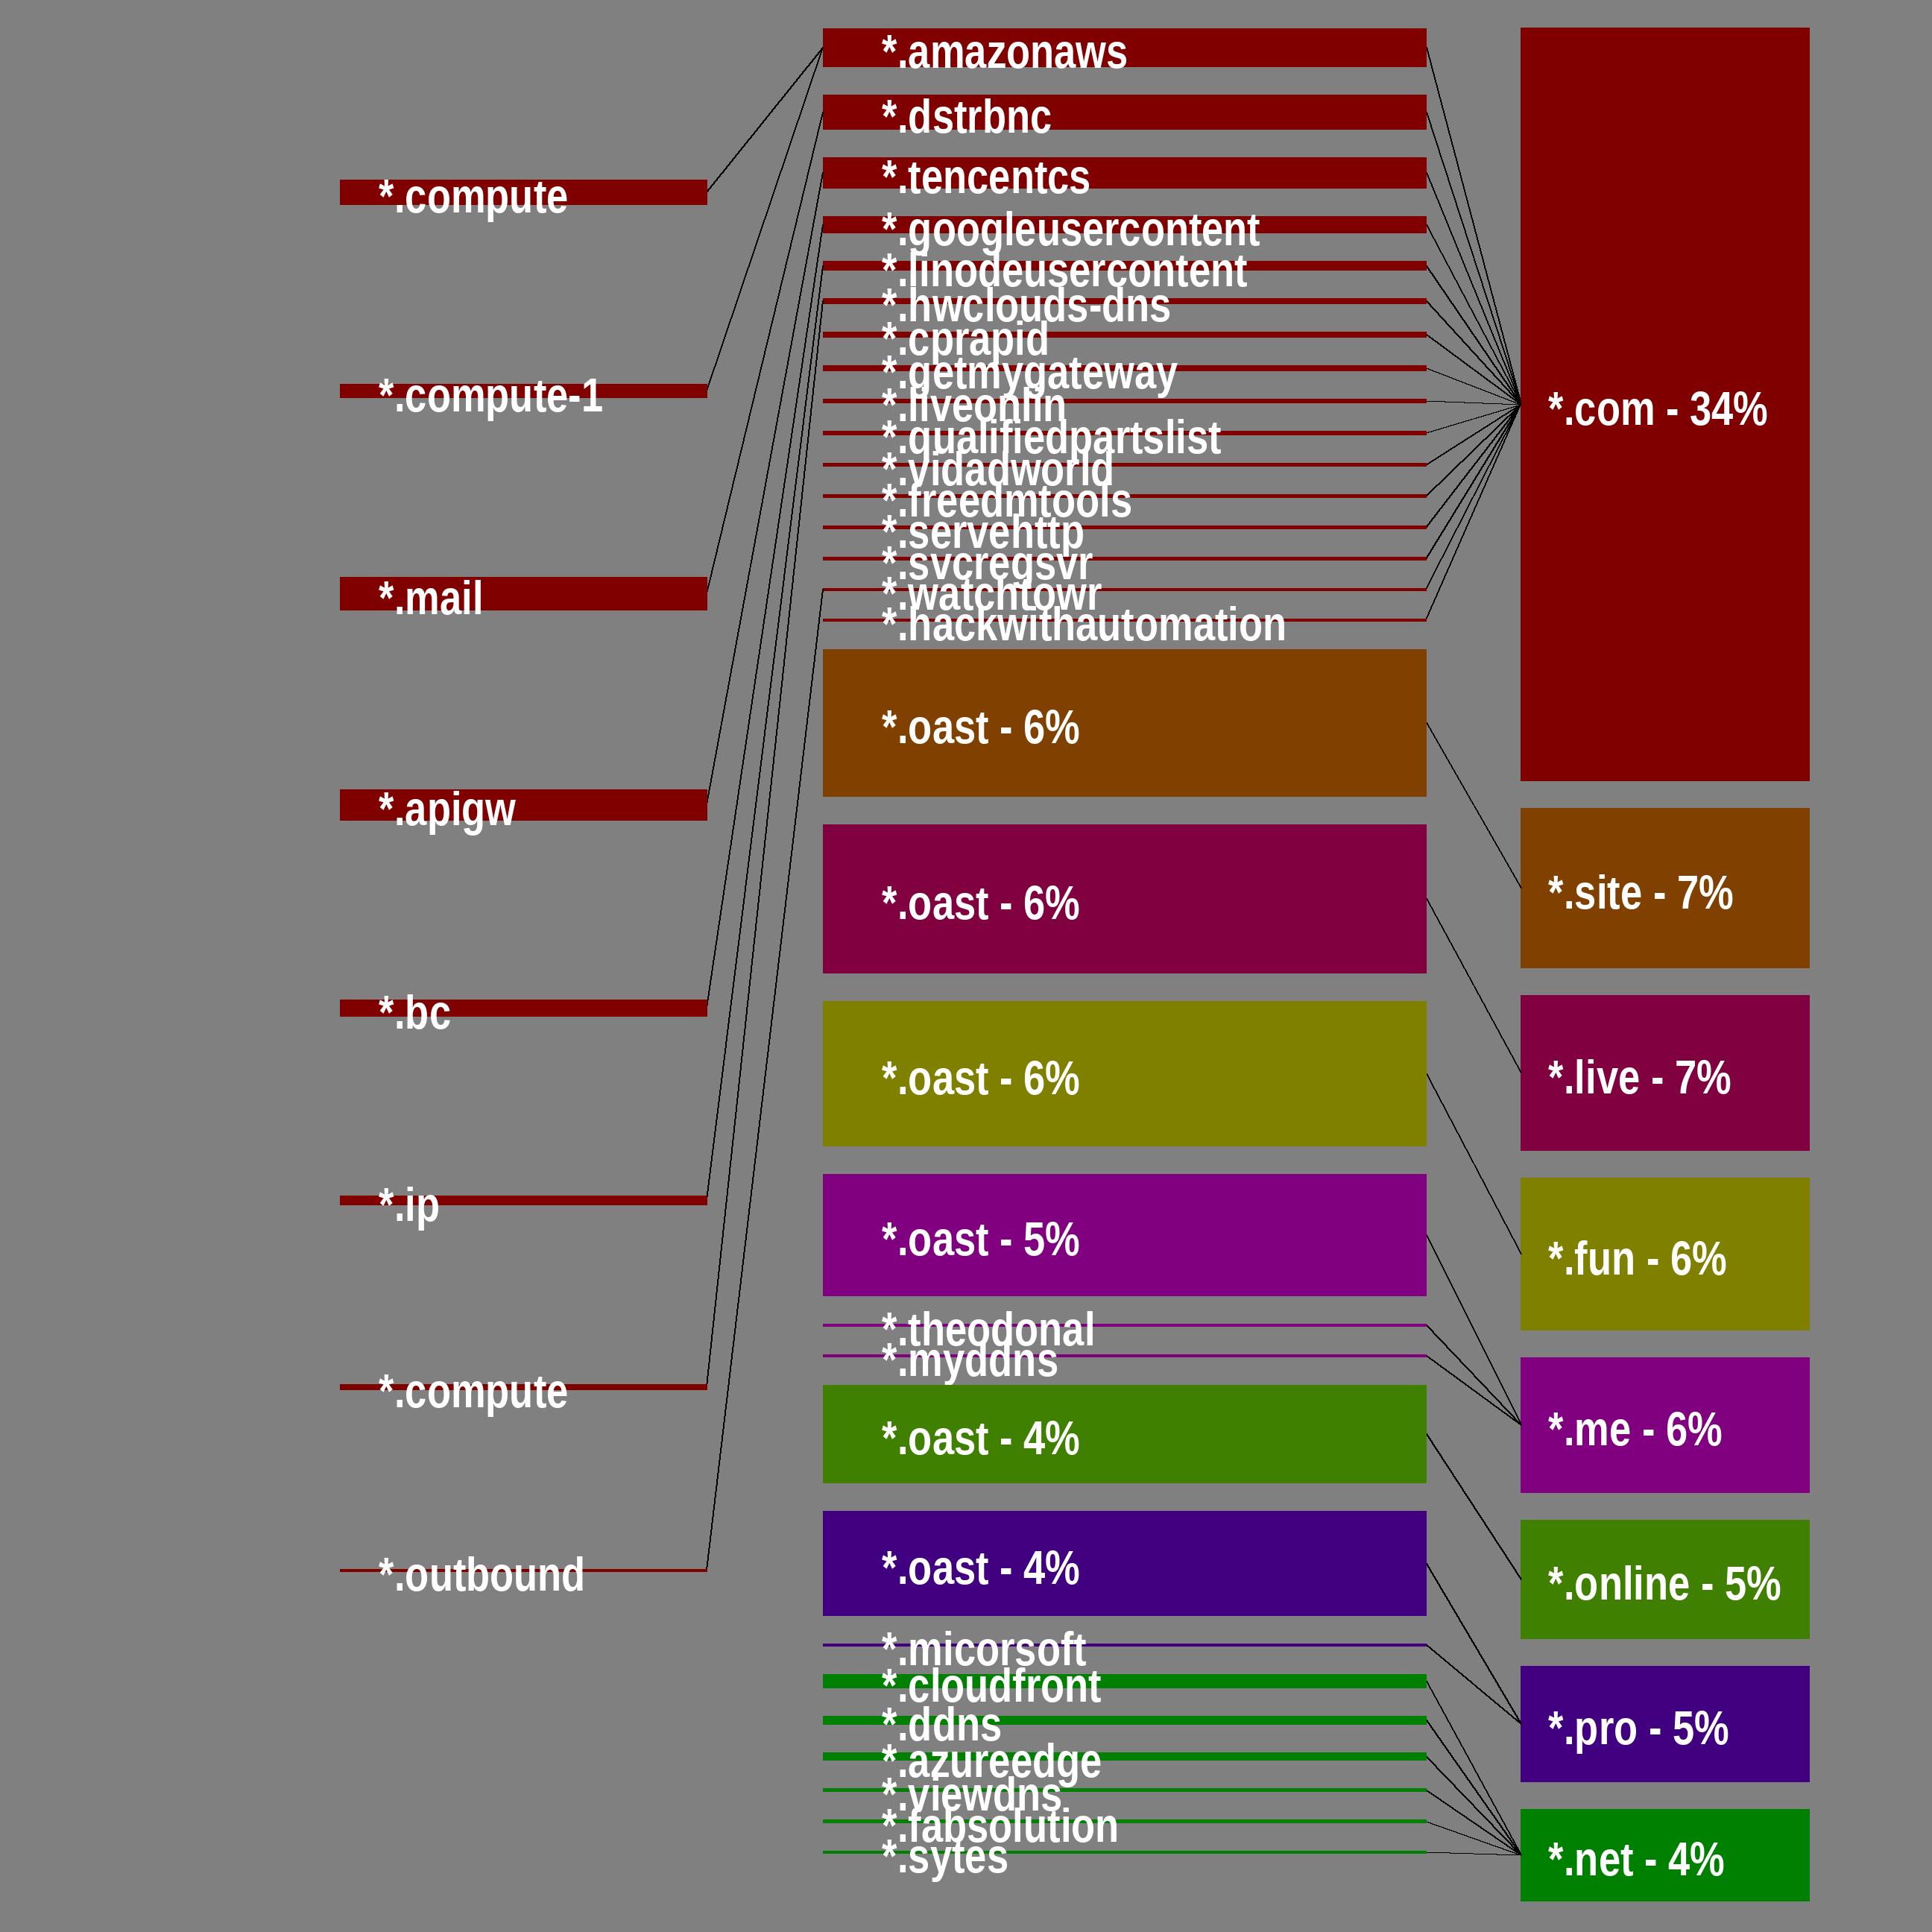 *.compute
*.compute-1
*.mail
*.apigw
*.bc
*.ip
*.compute
*.outbound
*.amazonaws
*.dstrbnc
*.tencentcs
*.googleusercontent
*.linodeusercontent
*.hwclouds-dns
*.cprapid
*.getmygateway
*.liveonlin
*.qualifiedpartslist
*.yidadworld
*.freedmtools
*.servehttp
*.svcregsvr
*.watchtowr
*.hackwithautomation
*.oast - 6%
*.oast - 6%
*.oast - 6%
*.oast - 5%
*.theodonal
*.myddns
*.oast - 4%
*.oast - 4%
*.micorsoft
*.cloudfront
*.ddns
*.azureedge
*.viewdns
*.fabsolution
*.sytes
*.com - 34%
*.site - 7%
*.live - 7%
*.fun - 6%
*.me - 6%
*.online - 5%
*.pro - 5%
*.net - 4%